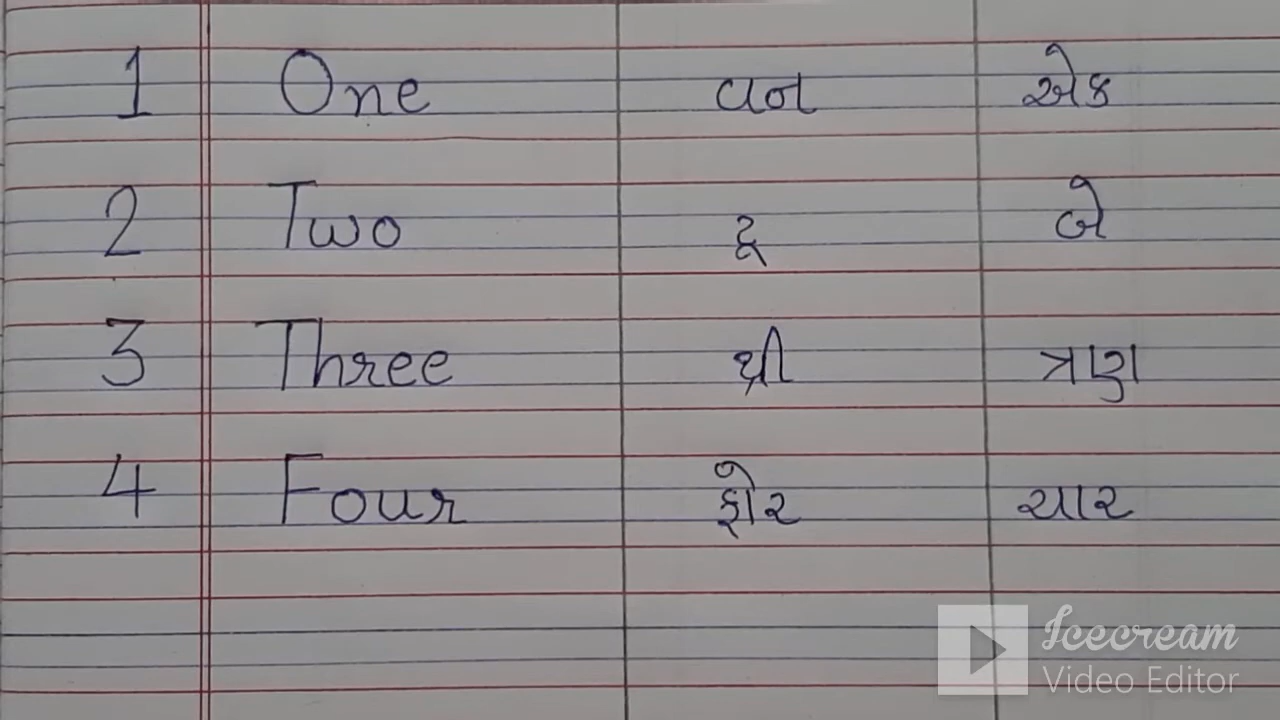 1 One વન એક
2 Two ટૂ બે
3 Three થ્રી ત્રણ
4 Four ફોર ચાર
Icecream
Video Editor